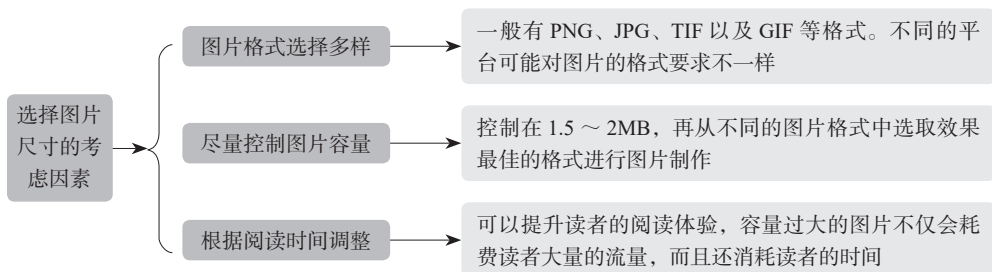 选择图片
尺寸的考
虑因素
图片格式选择多样
一般有 PNG、JPG、TIF 以及 GIF 等格式。不同的平
台可能对图片的格式要求不一样
尽量控制图片容量
控制在 1.5 ～ 2MB，再从不同的图片格式中选取效果
最佳的格式进行图片制作
根据阅读时间调整
可以提升读者的阅读体验，容量过大的图片不仅会耗
费读者大量的流量，而且还消耗读者的时间